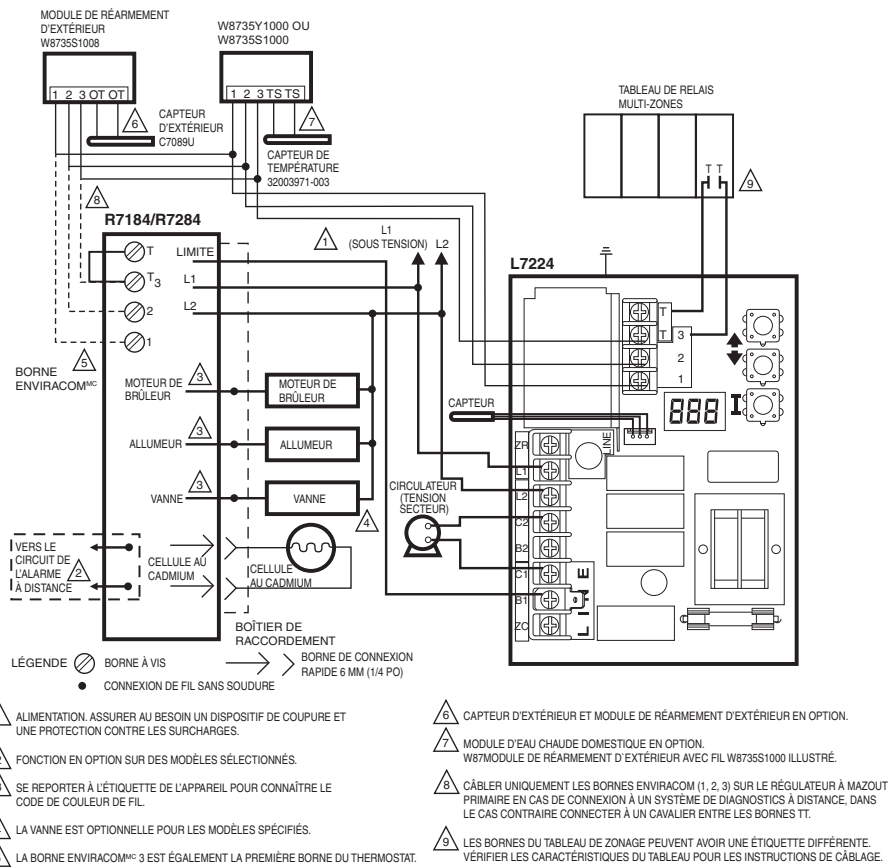 MODULE DE RÉARMEMENT
D'EXTÉRIEUR
W8735S1008
W8735Y1000 OU
W8735S1000
1 2 3 OT OT
1 2 3 TS TS
6
CAPTEUR
D'EXTÉRIEUR
C7089U
7
CAPTEUR DE
TEMPÉRATURE
32003971-003
TABLEAU DE RELAIS
MULTI-ZONES
T T
9
8
R7184/R7284
1
L1
(SOUS TENSION)
L2
L7224
T
LIMITE
T3
L1
2
L2
1
5
BORNE
ENVIRACOMMC
T
T
3
2
1
888
MOTEUR DE
BRÛLEUR
3
MOTEUR DE
BRÛLEUR
ALLUMEUR
3
ALLUMEUR
VANNE
3
VANNE
4
CAPTEUR
CIRCULATEUR
(TENSION
SECTEUR)
ZR
LINE
L1
L2
C2
B2
C1
B1
ZC
LINE
VERS LE
CIRCUIT DE
L'ALARME
À DISTANCE
2
CELLULE AU
CADMIUM
CELLULE
AU CADMIUM
BOÎTIER DE
RACCORDEMENT
LÉGENDE
BORNE À VIS
BORNE DE CONNEXION
RAPIDE 6 MM (1/4 PO)
CONNEXION DE FIL SANS SOUDURE
ALIMENTATION. ASSURER AU BESOIN UN DISPOSITIF DE COUPURE ET
UNE PROTECTION CONTRE LES SURCHARGES.
FONCTION EN OPTION SUR DES MODÈLES SÉLECTIONNÉS.
SE REPORTER À L'ÉTIQUETTE DE L'APPAREIL POUR CONNAÎTRE LE
CODE DE COULEUR DE FIL.
LA VANNE EST OPTIONNELLE POUR LES MODÈLES SPÉCIFIÉS.
LA BORNE ENVIRACOMMC 3 EST ÉGALEMENT LA PREMIÈRE BORNE DU THERMOSTAT.
6 CAPTEUR D'EXTÉRIEUR ET MODULE DE RÉARMEMENT D'EXTÉRIEUR EN OPTION.
7 MODULE D'EAU CHAUDE DOMESTIQUE EN OPTION.
W87MODULE DE RÉARMEMENT D`EXTÉRIEUR AVEC FIL W8735S1000 ILLUSTRÉ.
8 CÂBLER UNIQUEMENT LES BORNES ENVIRACOM (1, 2, 3) SUR LE RÉGULATEUR À MAZOUT
PRIMAIRE EN CAS DE CONNEXION À UN SYSTÈME DE DIAGNOSTICS À DISTANCE, DANS
LE CAS CONTRAIRE CONNECTER À UN CAVALIER ENTRE LES BORNES TT.
9 LES BORNES DU TABLEAU DE ZONAGE PEUVENT AVOIR UNE ÉTIQUETTE DIFFÉRENTE.
VÉRIFIER LES CARACTÉRISTIQUES DU TABLEAU POUR LES INSTRUCTIONS DE CÂBLAGE.